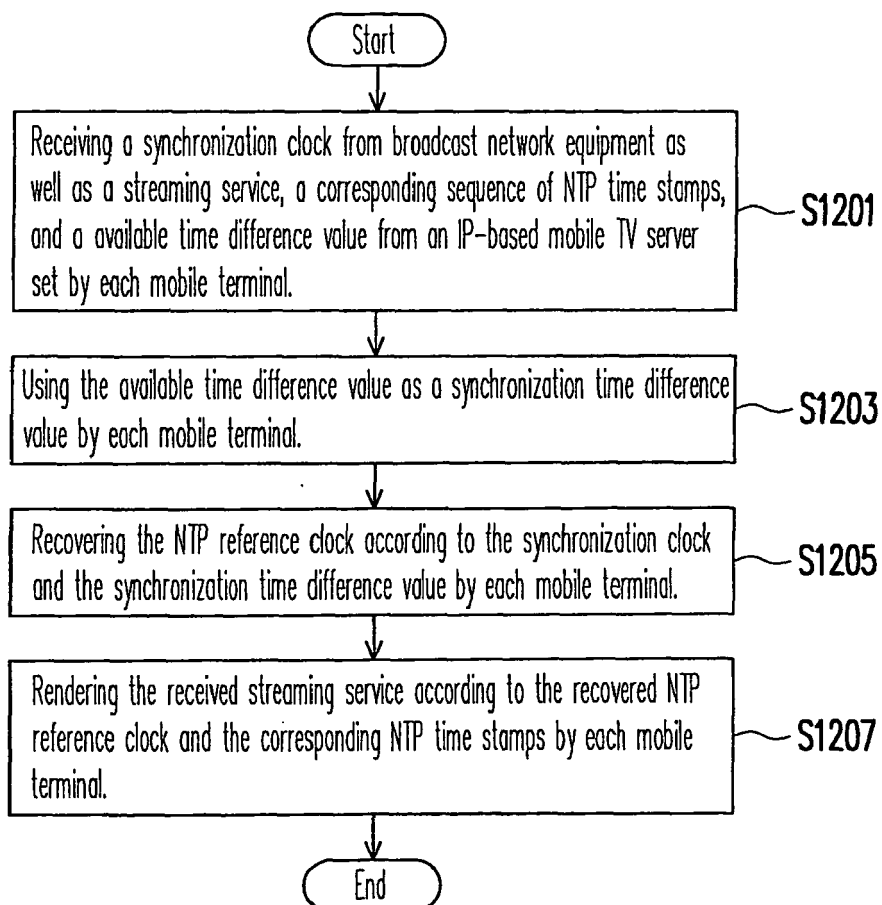 Start
Receiving a synchronization clock from broadcast network equipment as
well as a streaming service, a corresponding sequence of NTP time stamps,
and a available time difference value from an IP-based mobile TV server
set by each mobile terminal.
S1201
Using the available time difference value as a synchronization time difference
value by each mobile terminal.
S1203
Recovering the NTP reference clock according to the synchronization clock
and the synchronization time difference value by each mobile terminal.
S1205
Rendering the received streaming service according to the recovered NTP
reference clock and the corresponding NTP time stamps by each mobile
terminal.
S1207
End